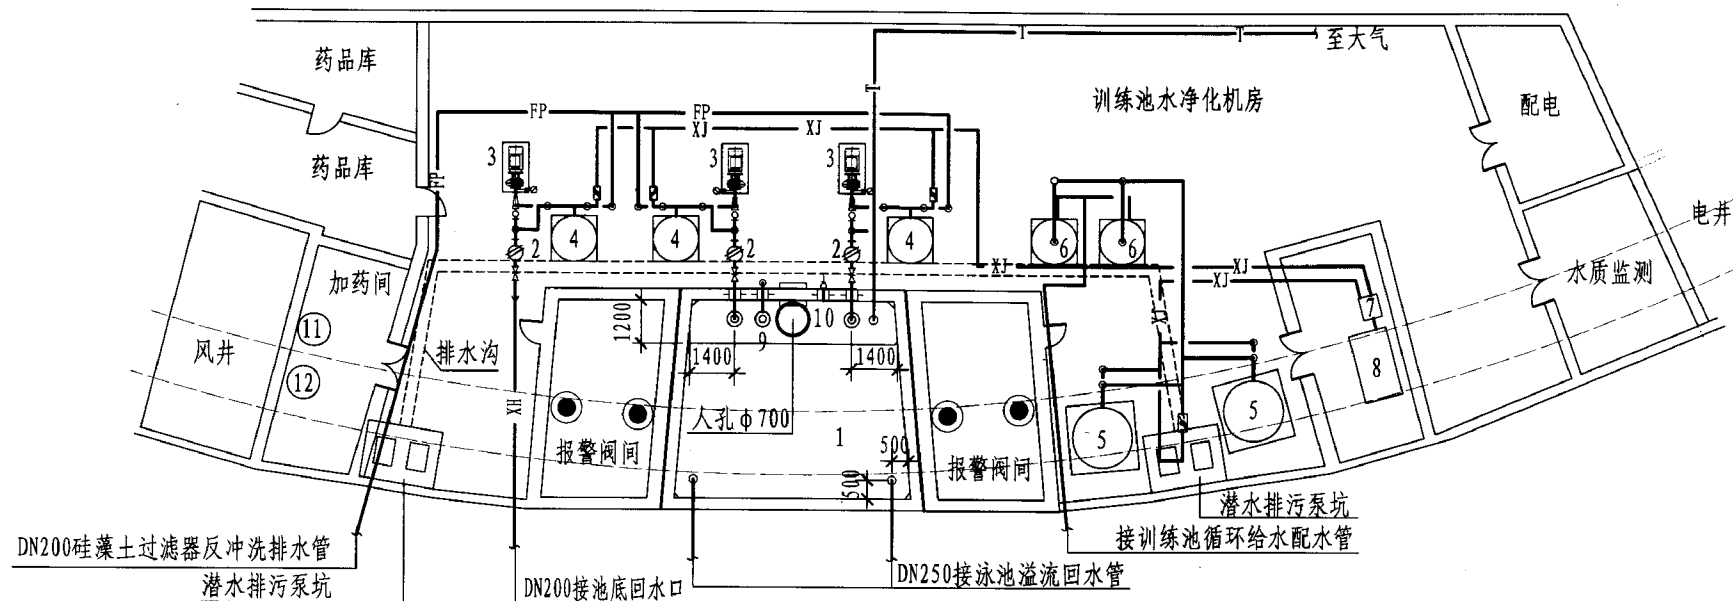 药品库
药品库
风井
加药间
11
12
排水沟
FP
FP
FP
XJ
XJ
T
T
T
至大气
训练池水净化机房
配电
电井
水质监测
3
3
3
2
2
2
4
4
4
6
6
XJ
XJ
XJ
XJ
7
8
5
5
1200
1400
1400
9
10
人孔φ700
1
500
500
XH
报警阀间
报警阀间
潜水排污泵坑
接训练池循环给水配水管
DN200硅藻土过滤器反冲洗排水管
潜水排污泵坑
DN200接池底回水口
DN250接泳池溢流回水管